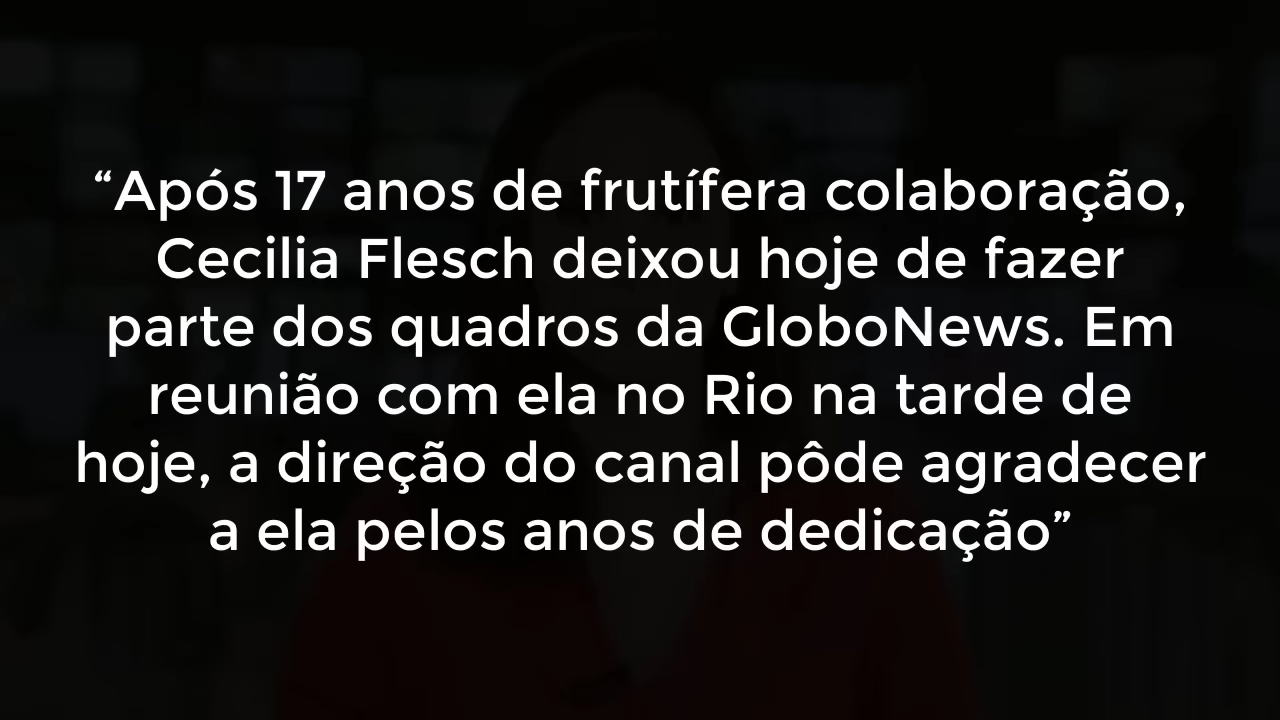 “Após 17 anos de frutífera colaboração,
Cecilia Flesch deixou hoje de fazer
parte dos quadros da GloboNews. Em
reunião com ela no Rio na tarde de
hoje, a direção do canal pôde agradecer
a ela pelos anos de dedicação”